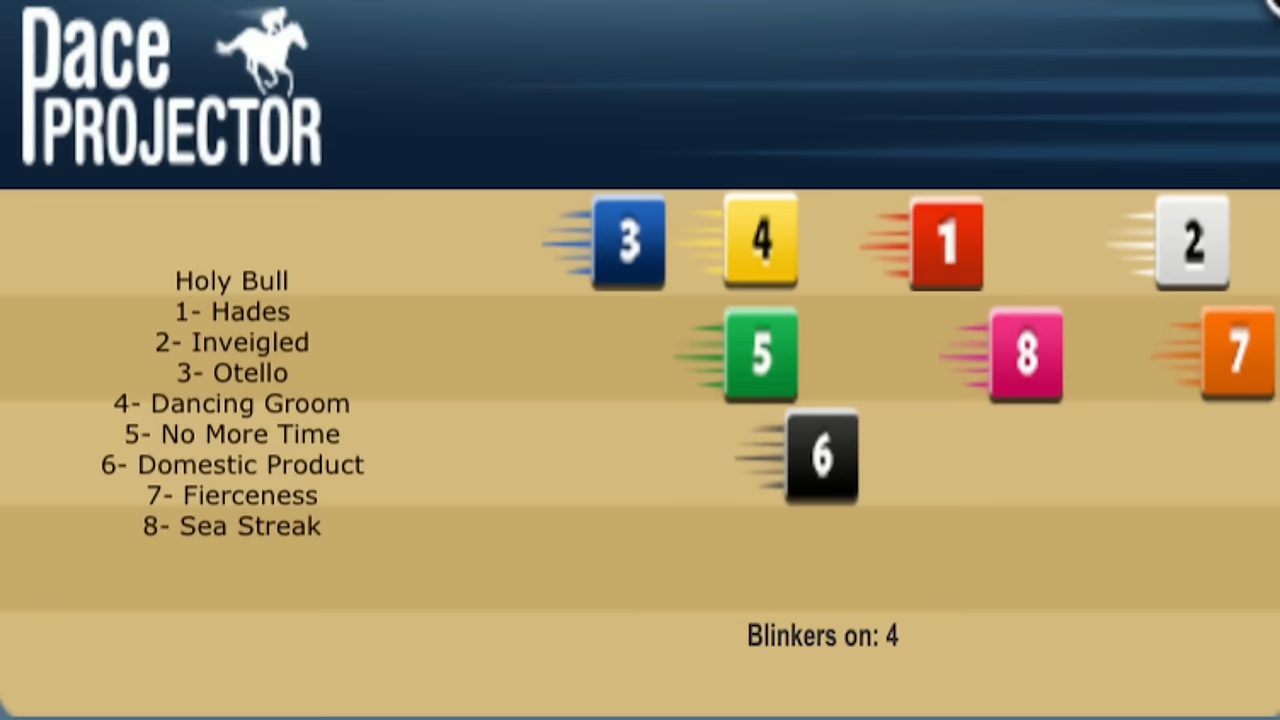 Pace
PROJECTOR
3 4 1 2
5 8 7
6
Holy Bull
1- Hades
2- Inveigled
3- Otello
4- Dancing Groom
5- No More Time
6- Domestic Product
7- Fierceness
8- Sea Streak
Blinkers on: 4